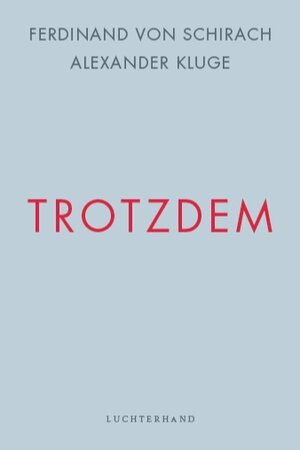 FERDINAND VON SCHIRACH
ALEXANDER KLUGE
TROTZDEM
LUCHTERHAND